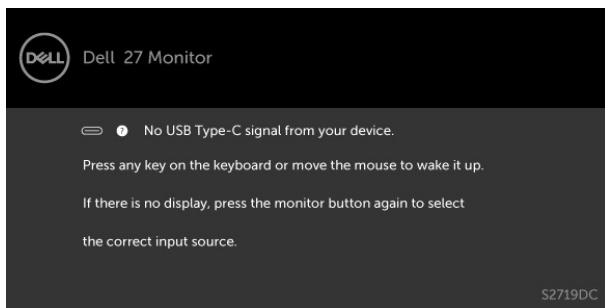 DELL
Dell 27 Monitor
? No USB Type-C signal from your device.
Press any key on the keyboard or move the mouse to wake it up.
If there is no display, press the monitor button again to select
the correct input source.
S2719DC